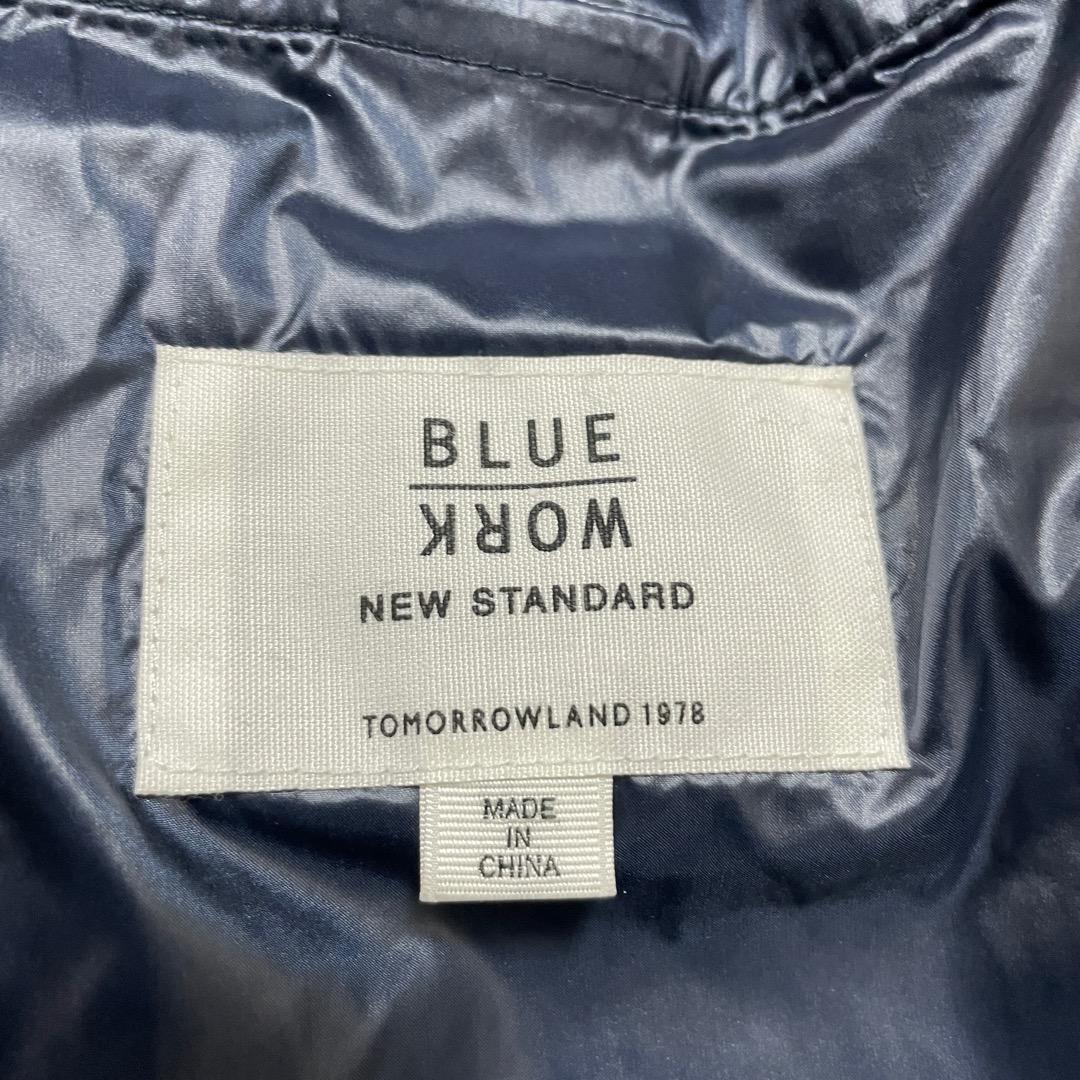 BLUE
WORK
NEW STANDARD
TOMORROWLAND 1978
MADE
IN
CHINA